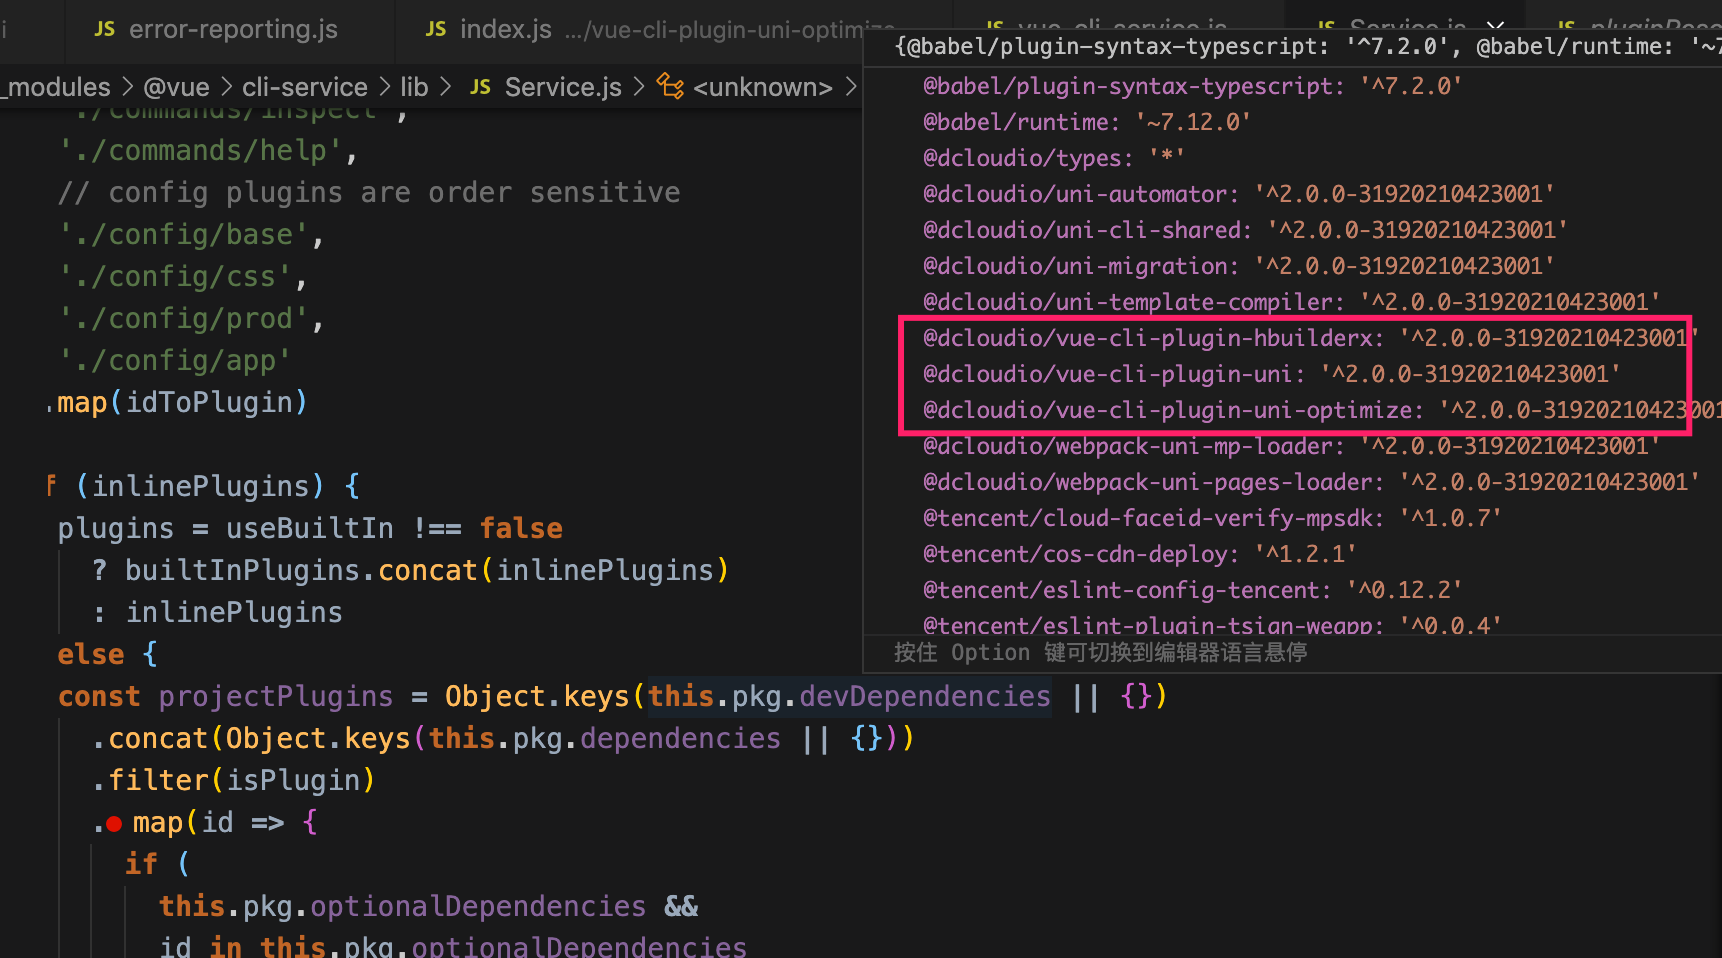 i JS error-reporting.js JS index.js .../vue-cli-plugin-uni-optimize JS vue-cli-service.js JS Service.js JS
_modules > @vue > cli-service > lib > JS Service.js > <unknown> >
'./commands/inspect',
'./commands/help',
// config plugins are order sensitive
'./config/base',
'./config/css',
'./config/prod',
'./config/app'
.map(idToPlugin)
f (inlinePlugins) {
plugins = useBuiltIn !== false
? builtInPlugins.concat(inlinePlugins)
: inlinePlugins
else {
const projectPlugins = Object.keys(this.pkg.devDependencies || {})
.concat(Object.keys(this.pkg.dependencies || {}))
.filter(isPlugin)
.map(id => {
if (
this.pkg.optionalDependencies &&
id in this.pkg.optionalDependencies
{@babel/plugin-syntax-typescript: '^7.2.0', @babel/runtime: '~7
@babel/plugin-syntax-typescript: '^7.2.0'
@babel/runtime: '~7.12.0'
@dcloudio/types: '*'
@dcloudio/uni-automator: '^2.0.0-31920210423001'
@dcloudio/uni-cli-shared: '^2.0.0-31920210423001'
@dcloudio/uni-migration: '^2.0.0-31920210423001'
@dcloudio/uni-template-compiler: '^2.0.0-31920210423001'
@dcloudio/vue-cli-plugin-hbuilderx: '^2.0.0-31920210423001'
@dcloudio/vue-cli-plugin-uni: '^2.0.0-31920210423001'
@dcloudio/vue-cli-plugin-uni-optimize: '^2.0.0-31920210423001
@dcloudio/webpack-uni-mp-loader: '^2.0.0-31920210423001'
@dcloudio/webpack-uni-pages-loader: '^2.0.0-31920210423001'
@tencent/cloud-faceid-verify-mpsdk: '^1.0.7'
@tencent/cos-cdn-deploy: '^1.2.1'
@tencent/eslint-config-tencent: '^0.12.2'
@tencent/eslint-plugin-tsign-weapp: '^0.0.4'
按住 Option 键可切换到编辑器语言悬停